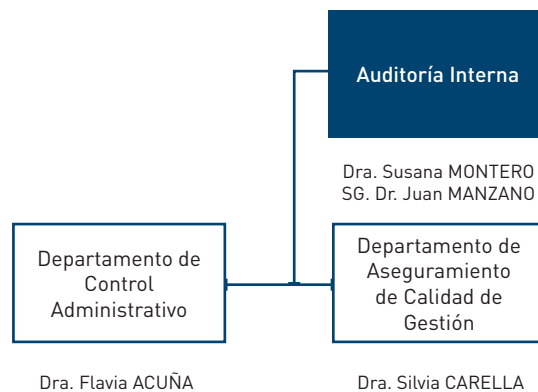 Auditoría Interna
Dra. Susana MONTERO
SG. Dr. Juan MANZANO
Departamento de
Control
Administrativo
Departamento de
Aseguramiento
de Calidad de
Gestión
Dra. Flavia ACUÑA
Dra. Silvia CARELLA